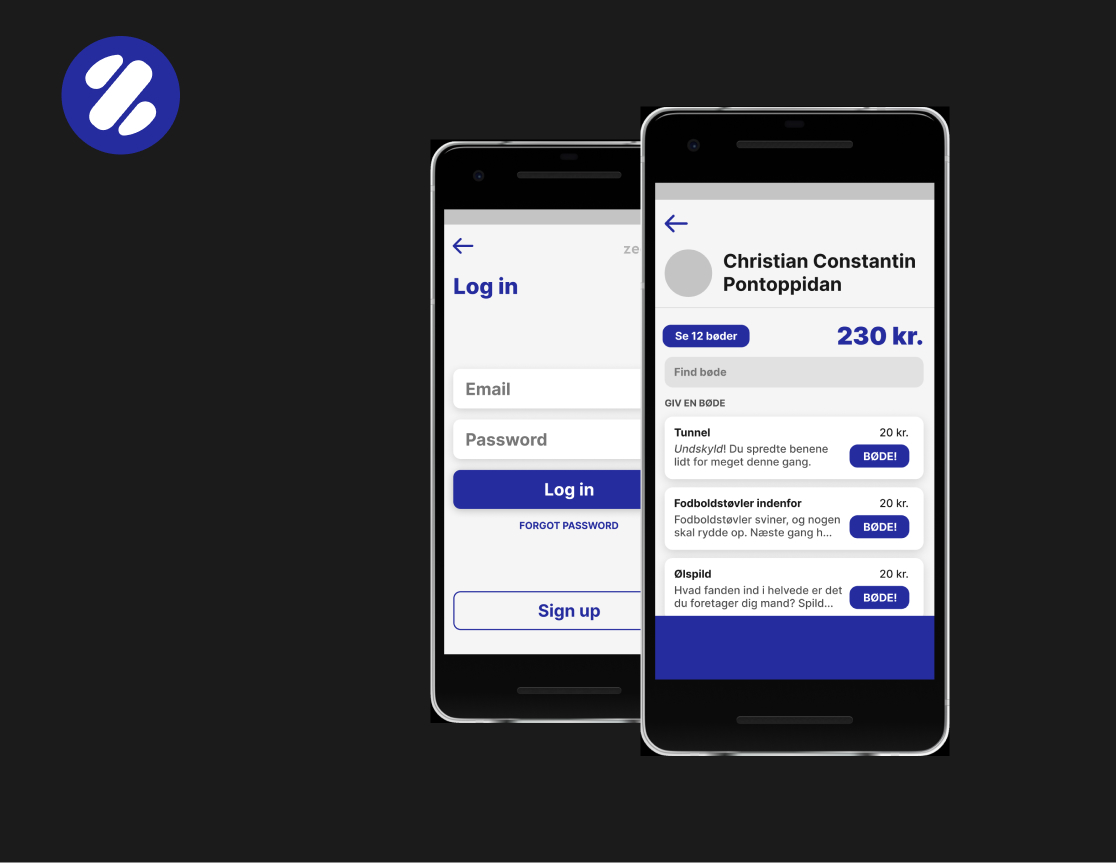 ze
Log in
Email
Password
Log in
FORGOT PASSWORD
Sign up
Christian Constantin
Pontoppidan
Se 12 bøder
230 kr.
Find bøde
GIV EN BØDE
Tunnel
20 kr.
Undskyld! Du spredte benene
lidt for meget denne gang.
BØDE!
Fodboldstøvler indenfor
20 kr.
Fodboldstøvler sviner, og nogen
skal rydde op. Næste gang h...
BØDE!
Ølspild
20 kr.
Hvad fanden ind i helvede er det
du foretager dig mand? Spild...
BØDE!